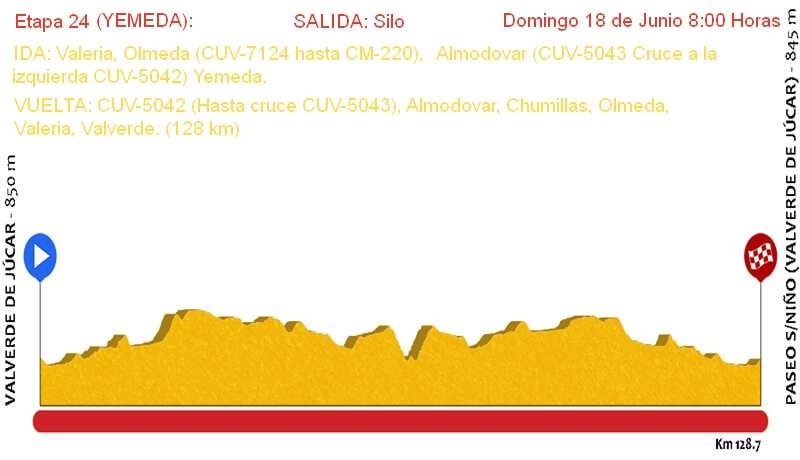 Etapa 24 (YEMEDA): SALIDA: Silo Domingo 18 de Junio 8:00 Horas
IDA: Valeria, Olmeda (CUV-7124 hasta CM-220), Almodovar (CUV-5043 Cruce a la
izquierda CUV-5042) Yemeda.
VUELTA: CUV-5042 (Hasta cruce CUV-5043), Almodovar, Chumillas, Olmeda,
Valeria, Valverde. (128 km)
VALVERDE DE JÚCAR - 850 m
PASEO S/NIÑO (VALVERDE DE JÚCAR) - 845 m
Km 128.7